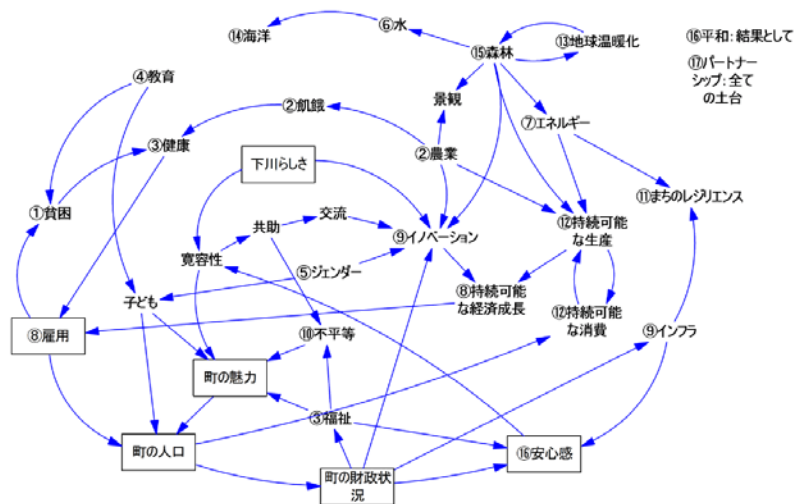 ⑭海洋
⑥水
⑮森林
⑬地球温暖化
⑯平和:結果として
⑰パートナー
シップ:全て
の土台
④教育
②飢餓
景観
⑦エネルギー
③健康
②農業
下川らしさ
⑪まちのレジリエンス
①貧困
共助
交流
⑨イノベーション
⑫持続可能
な生産
寛容性
⑤ジェンダー
子ども
⑧持続可能
な経済成長
⑫持続可能
な消費
⑧雇用
⑩不平等
⑨インフラ
町の魅力
③福祉
町の人口
⑯安心感
町の財政状
況